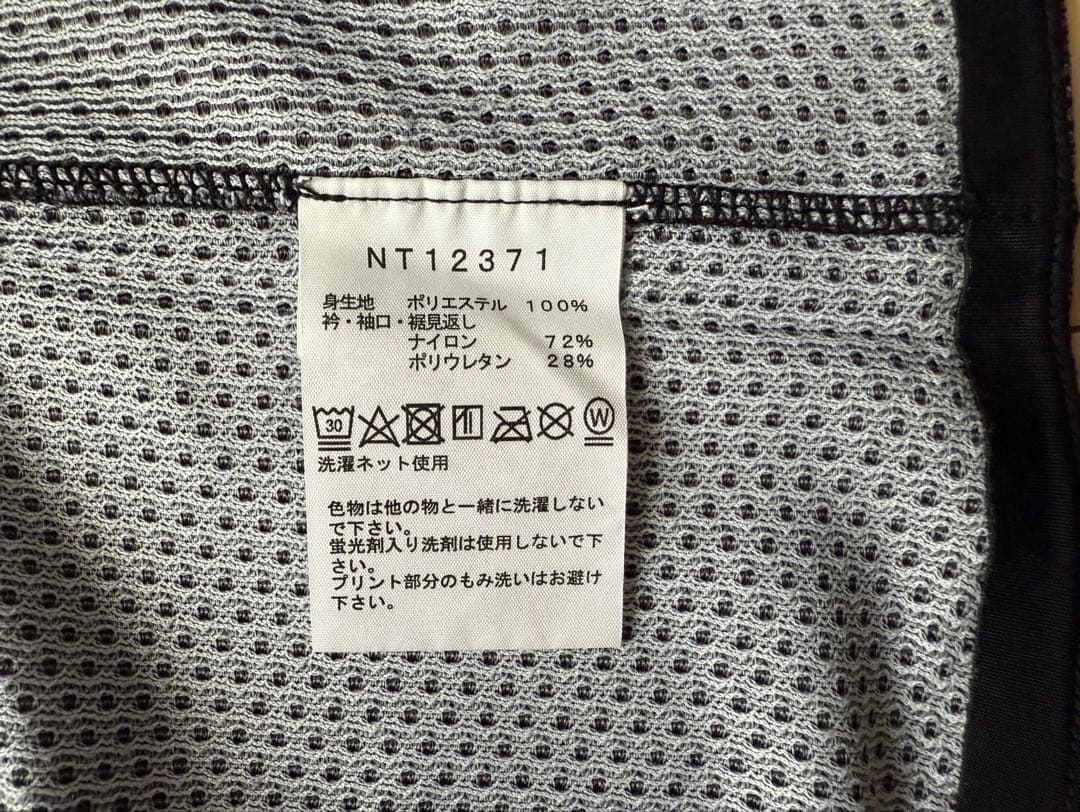 NT12371
身生地 ポリエステル 100%
衿・袖口・裾見返し
ナイロン 72%
ポリウレタン 28%
30 W
洗濯ネット使用
色物は他の物と一緒に洗濯しない
で下さい。
蛍光剤入り洗剤は使用しないで下
さい。
プリント部分のもみ洗いはお避け
下さい。